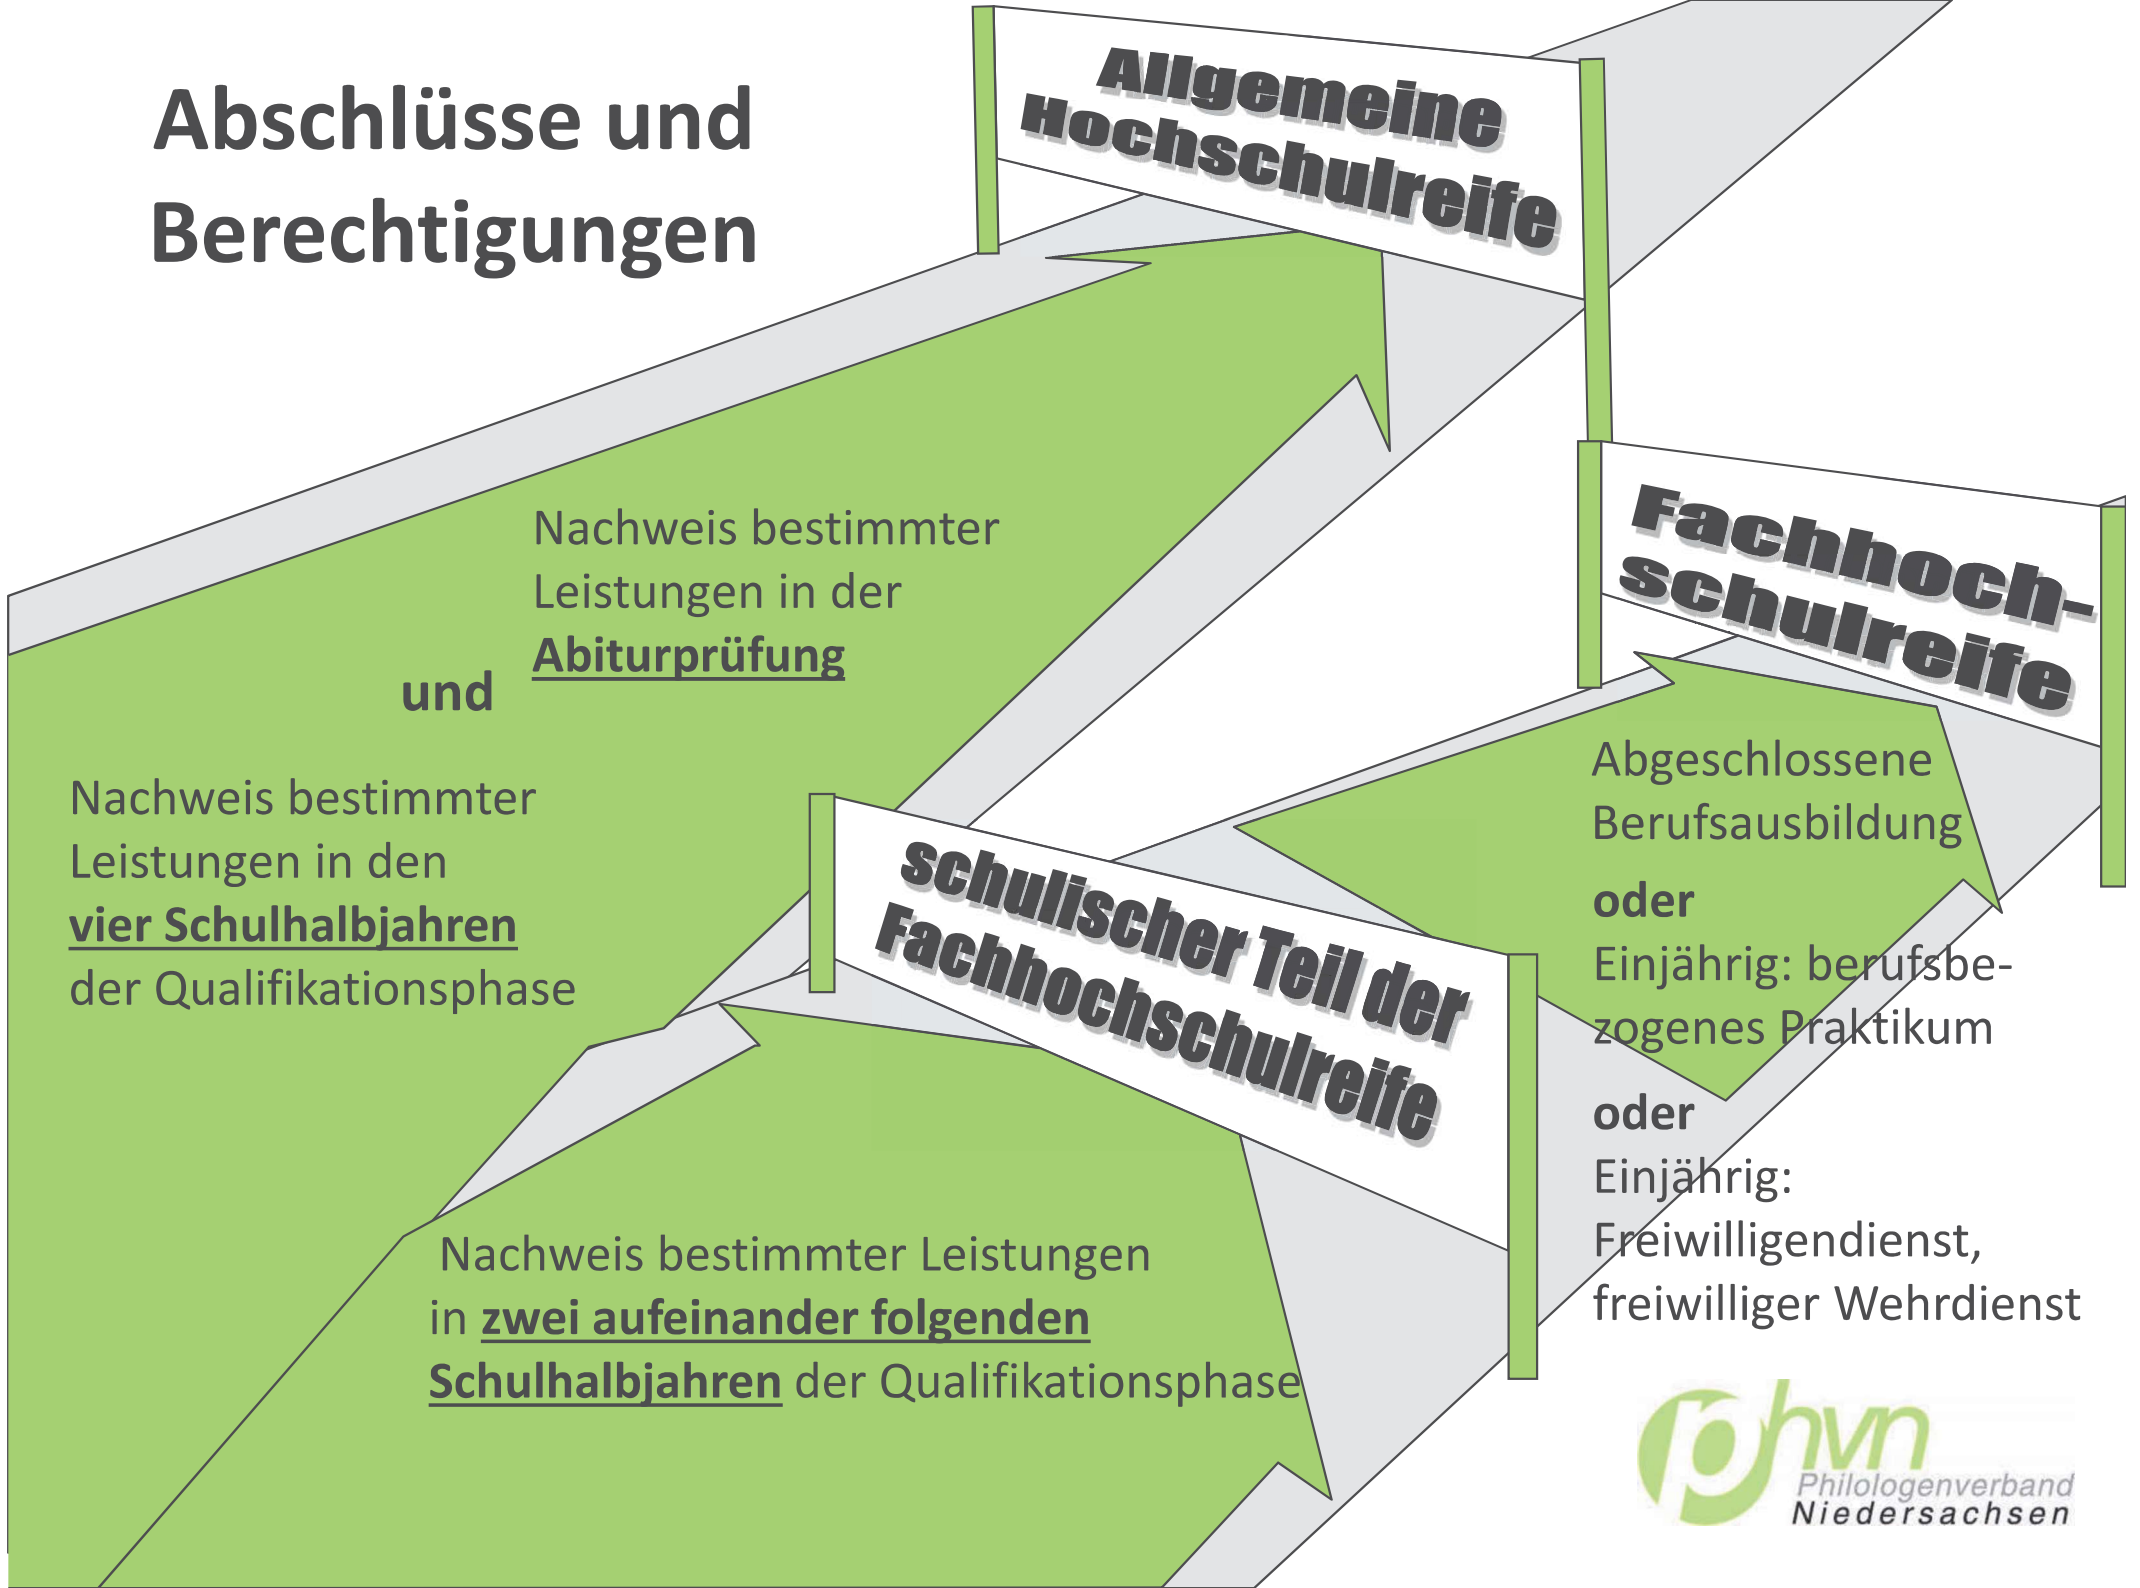 Abschlüsse und
Berechtigungen
Allgemeine
Hochschulreife
Nachweis bestimmter
Leistungen in der
Abiturprüfung
und
Nachweis bestimmter
Leistungen in den
vier Schulhalbjahren
der Qualifikationsphase
Fachhoch-
schulreife
Abgeschlossene
Berufsausbildung
oder
Einjährig: berufsbe-
zogenes Praktikum
oder
Einjährig:
Freiwilligendienst,
freiwilliger Wehrdienst
schulischer Teil der
Fachhochschulreife
Nachweis bestimmter Leistungen
in zwei aufeinander folgenden
Schulhalbjahren der Qualifikationsphase
phvn
Philologenverband
Niedersachsen